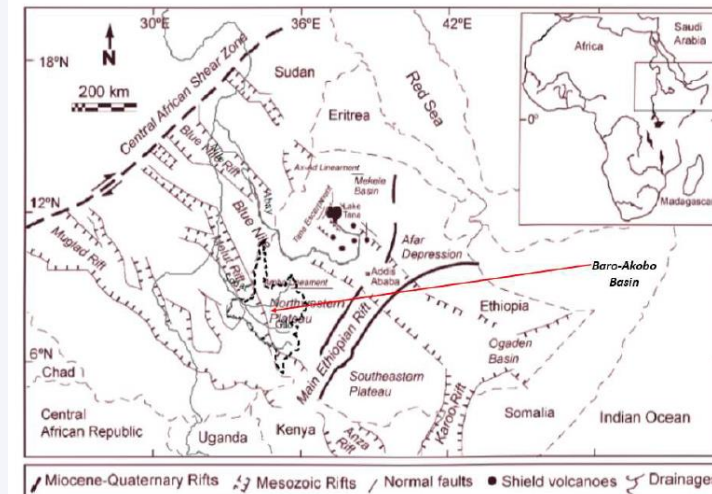 30°E
36°E
42°E
18°N
N
200 km
Central African Shear Zone
Sudan
Red Sea
Eritrea
Blue Nile Rift
Mekele
Basin
Lake
Tana
Tana Escarpment
12°N
Blue Nile
Muglad Rift
Melut Rift
Afar
Depression
Addis
Ababa
Northwestern
Plateau
Main Ethiopian Rift
Ethiopia
Ogaden
Basin
6°N
Southeastern
Plateau
Karoo Rift
Chad
Central
African Republic
Uganda
Kenya
Anza
Rift
Somalia
Indian Ocean
Africa
Saudi
Arabia
0°
Madagascar
Baro-Akobo
Basin
Miocene-Quaternary Rifts
Mesozoic Rifts
Normal faults
Shield volcanoes
Drainages